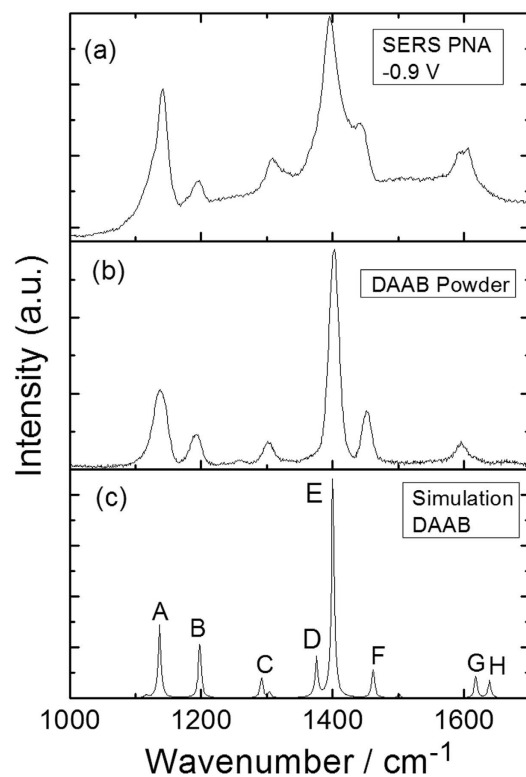 (a)
SERS PNA
-0.9 V
(b)
DAAB Powder
(c)
Simulation
DAAB
A
B
C
D
E
F
G
H
1000
1200
1400
1600
Wavenumber / cm⁻¹
Intensity (a.u.)